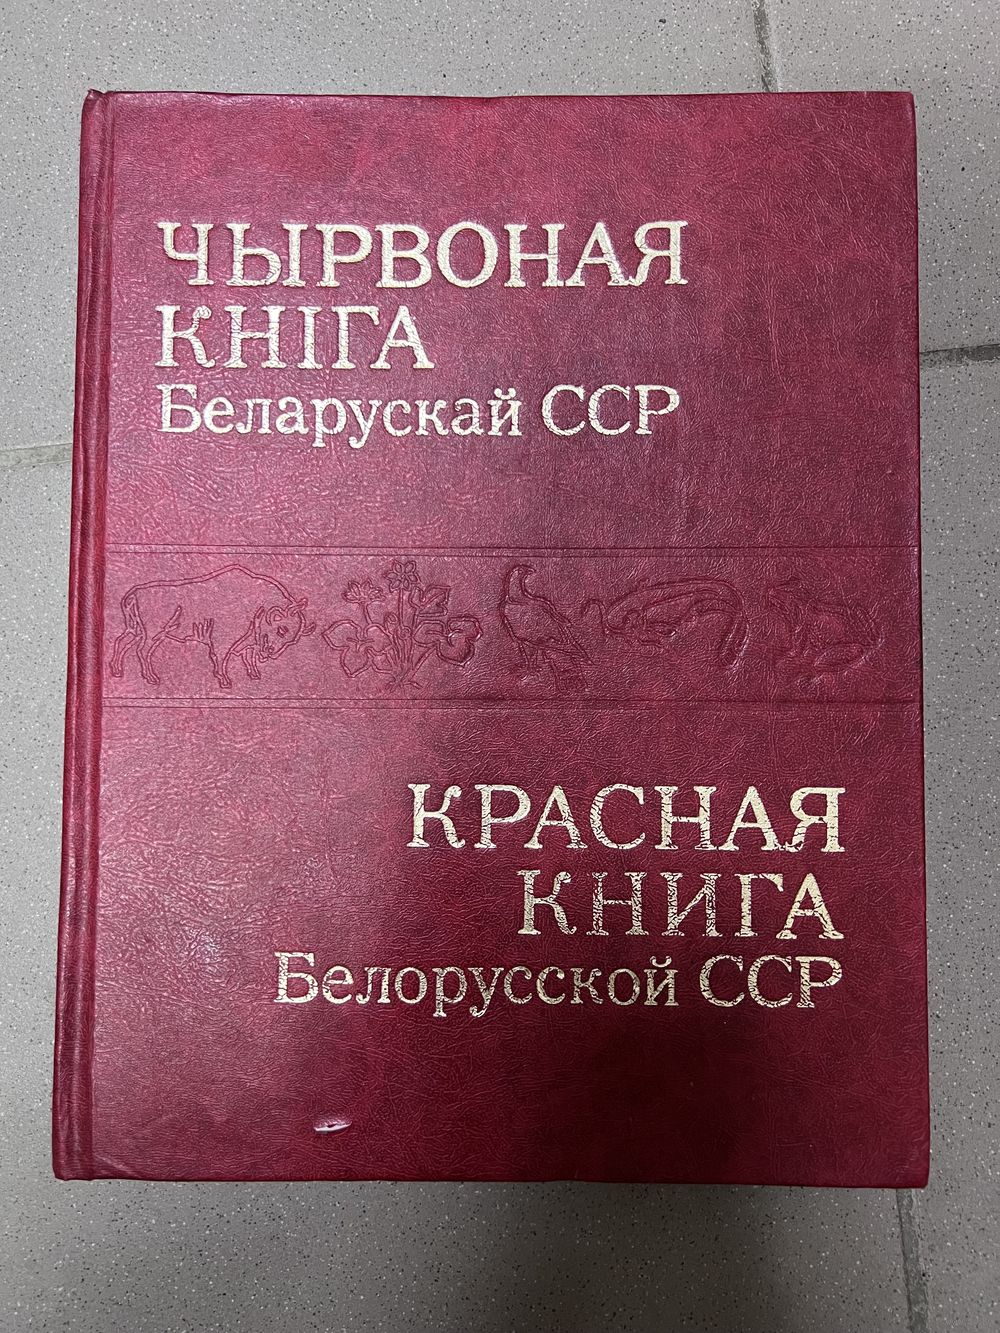 ЧЫРВОНАЯ
КНІГА
Беларускай ССР
КРАСНАЯ
КНИГА
Белорусской ССР